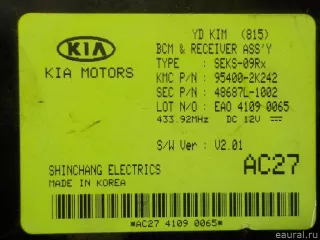 YD KIM (815)
BCM & RECEIVER ASS'Y
KIA
KIA MOTORS
TYPE : SEKS-09Rx
KMC P/N : 95400-2K242
SEC P/N : 48687L-1002
LOT N/O : EAO 4109 0065
433.92MHz DC 12V
S/W Ver : V2.01
SHINCHANG ELECTRICS
MADE IN KOREA
AC27
*AC27 4109 0065*
© eaural.ru